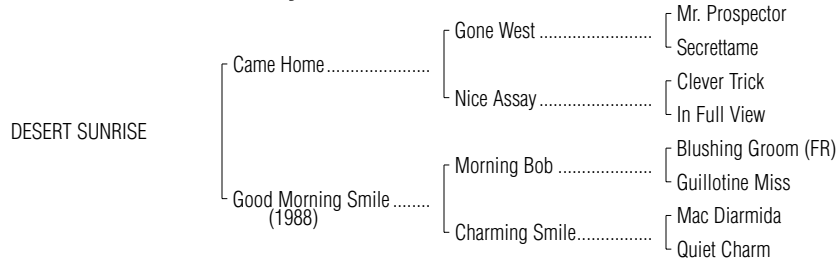 Mr. Prospector
Gone West ........................
Secrettame
Came Home ......................
Clever Trick
Nice Assay ........................
In Full View
DESERT SUNRISE
Blushing Groom (FR)
Morning Bob ....................
Guillotine Miss
Good Morning Smile ........
(1988)
Mac Diarmida
Charming Smile ................
Quiet Charm